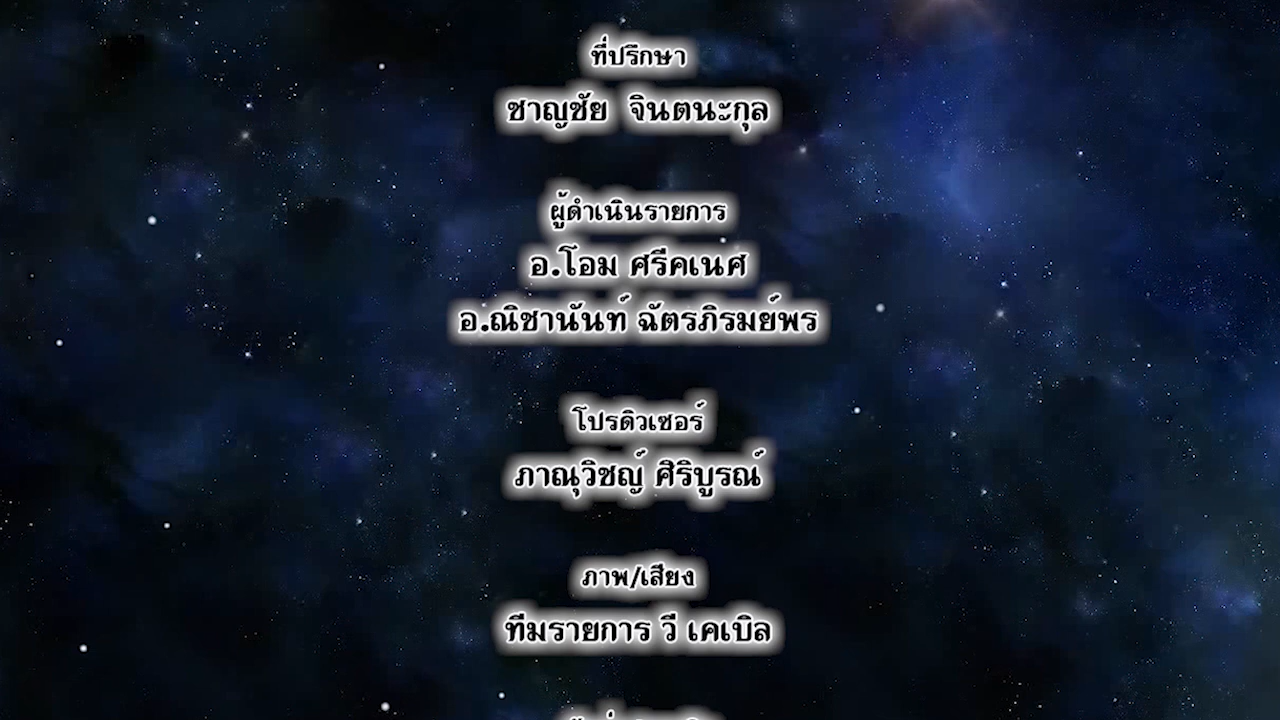 ที่ปรึกษา
ชาญชัย จินตนะกุล
ผู้ดำเนินรายการ
อ.โอม ศรีคเนศ
อ.ณิชานันท์ ฉัตรภิรมย์พร
โปรดิวเซอร์
ภาณุวิชญ์ ศิริบูรณ์
ภาพ/เสียง
ทีมรายการ วี เคเบิล